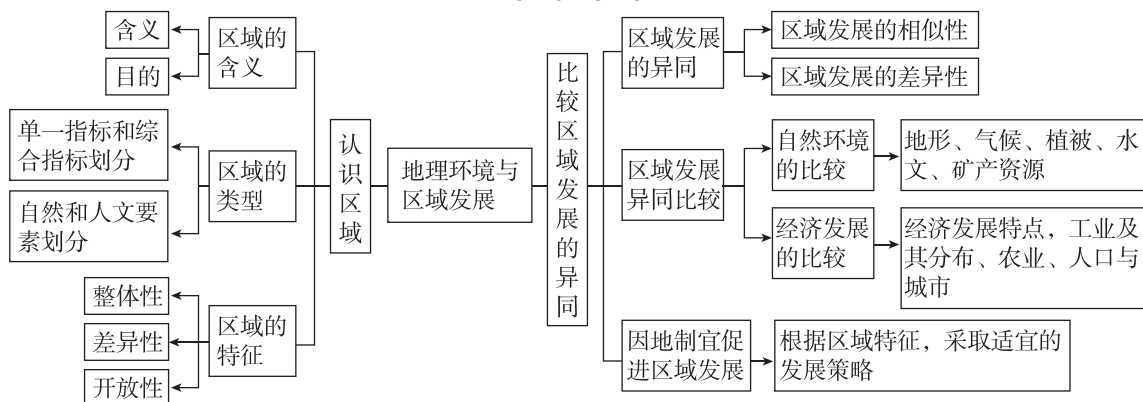 含义
目的
区域的
含义
单一指标和综
合指标划分
自然和人文要
素划分
区域的
类型
整体性
差异性
开放性
区域的
特征
认识区域
地理环境与
区域发展
比较区域发展的异同
区域发展
的异同
区域发展的相似性
区域发展的差异性
区域发展
异同比较
自然环境
的比较
地形、气候、植被、水
文、矿产资源
经济发展
的比较
经济发展特点，工业及
其分布、农业、人口与
城市
因地制宜促
进区域发展
根据区域特征，采取适宜的
发展策略